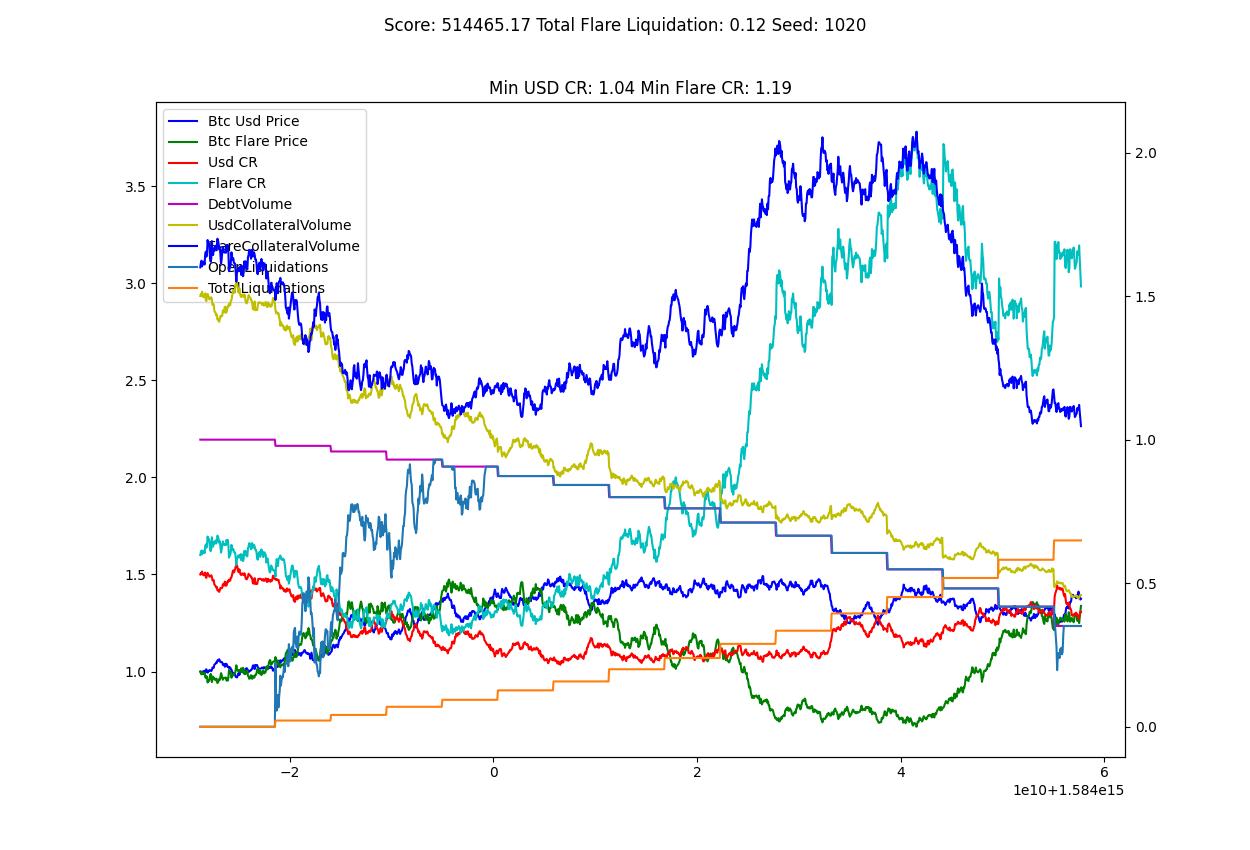 Score: 514465.17 Total Flare Liquidation: 0.12 Seed: 1020
Min USD CR: 1.04 Min Flare CR: 1.19
Btc Usd Price
Btc Flare Price
Usd CR
Flare CR
DebtVolume
UsdCollateralVolume
FlareCollateralVolume
OpenLiquidations
TotalLiquidations
3.5
3.0
2.5
2.0
1.5
1.0
2.0
1.5
1.0
0.5
0.0
−2
0
2
4
6
1e10+1.584e15